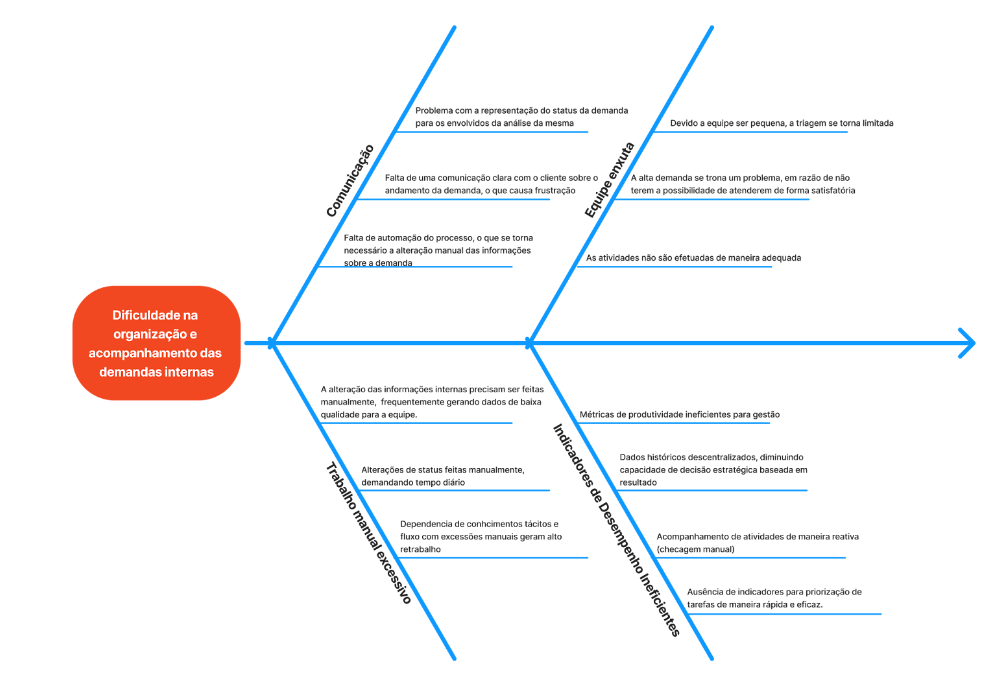 Problema com a representação do status da demanda
para os envolvidos da análise da mesma
Falta de uma comunicação clara com o cliente sobre o
andamento da demanda, o que causa frustração
Falta de automação do processo, o que se torna
necessário a alteração manual das informações
sobre a demanda
Comunicação
Devido a equipe ser pequena, a triagem se torna limitada
A alta demanda se trona um problema, em razão de não
terem a possibilidade de atenderem de forma satisfatória
As atividades não são efetuadas de maneira adequada
Equipe enxuta
Dificuldade na
organização e
acompanhamento das
demandas internas
A alteração das informações internas precisam ser feitas
manualmente, frequentemente gerando dados de baixa
qualidade para a equipe.
Alterações de status feitas manualmente,
demandando tempo diário
Dependencia de conhcimentos tácitos e
fluxo com excessões manuais geram alto
retrabalho
Trabalho manual excessivo
Métricas de produtividade ineficientes para gestão
Dados históricos descentralizados, diminuindo
capacidade de decisão estratégica baseada em
resultado
Acompanhamento de atividades de maneira reativa
(checagem manual)
Ausência de indicadores para priorização de
tarefas de maneira rápida e eficaz.
Indicadores de Desempenho Ineficientes